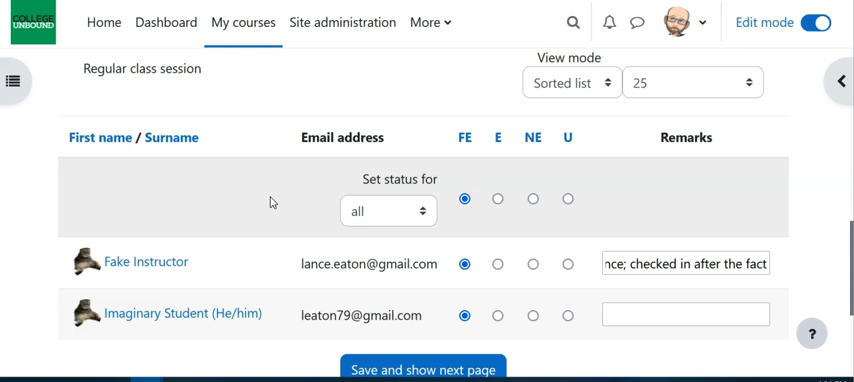 COLLEGE
UNBOUND
Home Dashboard My courses Site administration More Edit mode
View mode
Regular class session
Sorted list 25
First name / Surname Email address FE E NE U Remarks
Set status for
all
Fake Instructor lance.eaton@gmail.com nce; checked in after the fact
Imaginary Student (He/him) leaton79@gmail.com
?
Save and show next page